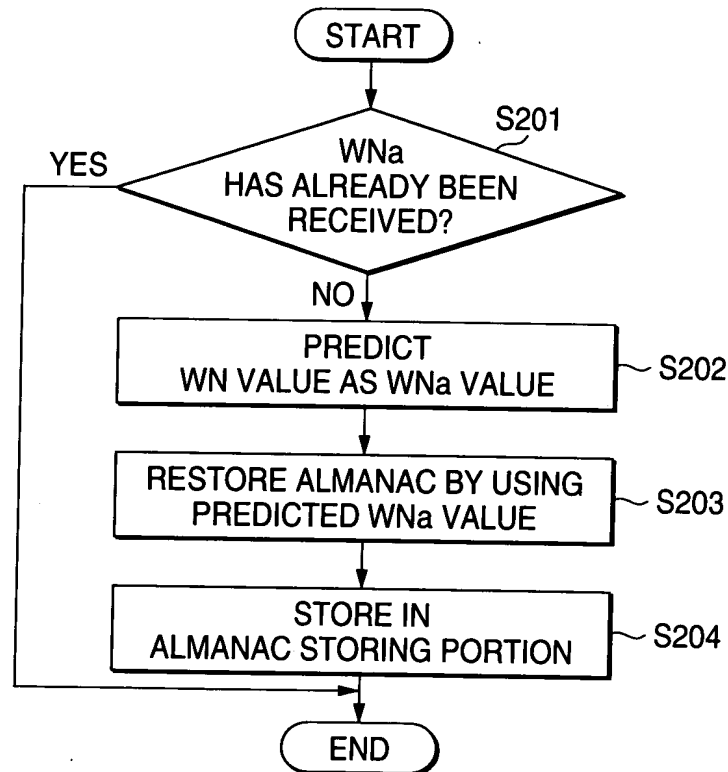 START
S201
WNa
HAS ALREADY BEEN
RECEIVED?
YES
NO
PREDICT
WN VALUE AS WNa VALUE
S202
RESTORE ALMANAC BY USING
PREDICTED WNa VALUE
S203
STORE IN
ALMANAC STORING PORTION
S204
END